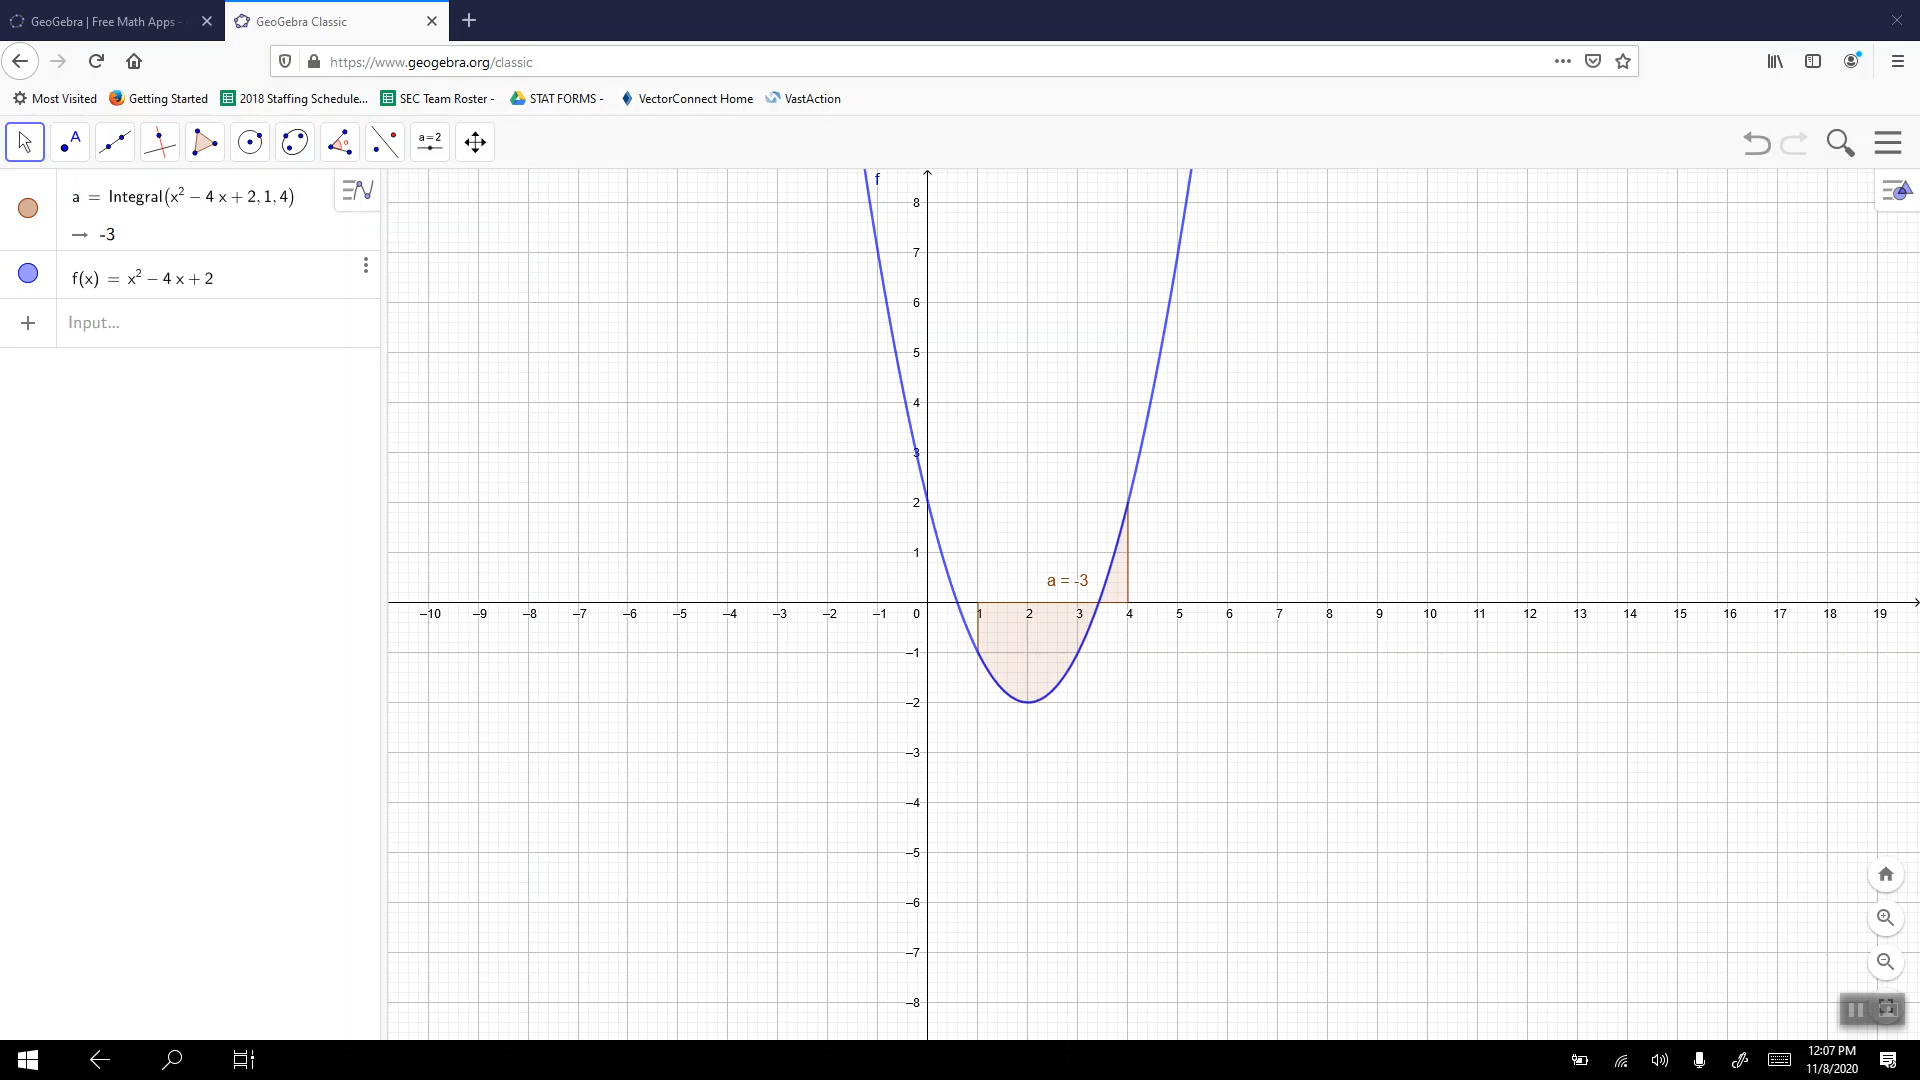 GeoGebra | Free Math Apps -
GeoGebra Classic
https://www.geogebra.org/classic
Most Visited Getting Started 2018 Staffing Schedule... SEC Team Roster - STAT FORMS - VectorConnect Home VastAction
A
α
a=2
a = Integral(x² − 4 x + 2, 1, 4)
→ -3
f(x) = x² − 4 x + 2
+ Input...
f
8
7
6
5
4
3
2
1
a = -3
−10 −9 −8 −7 −6 −5 −4 −3 −2 −1 0 1 2 3 4 5 6 7 8 9 10 11 12 13 14 15 16 17 18 19
−1
−2
−3
−4
−5
−6
−7
−8
12:07 PM
11/8/2020